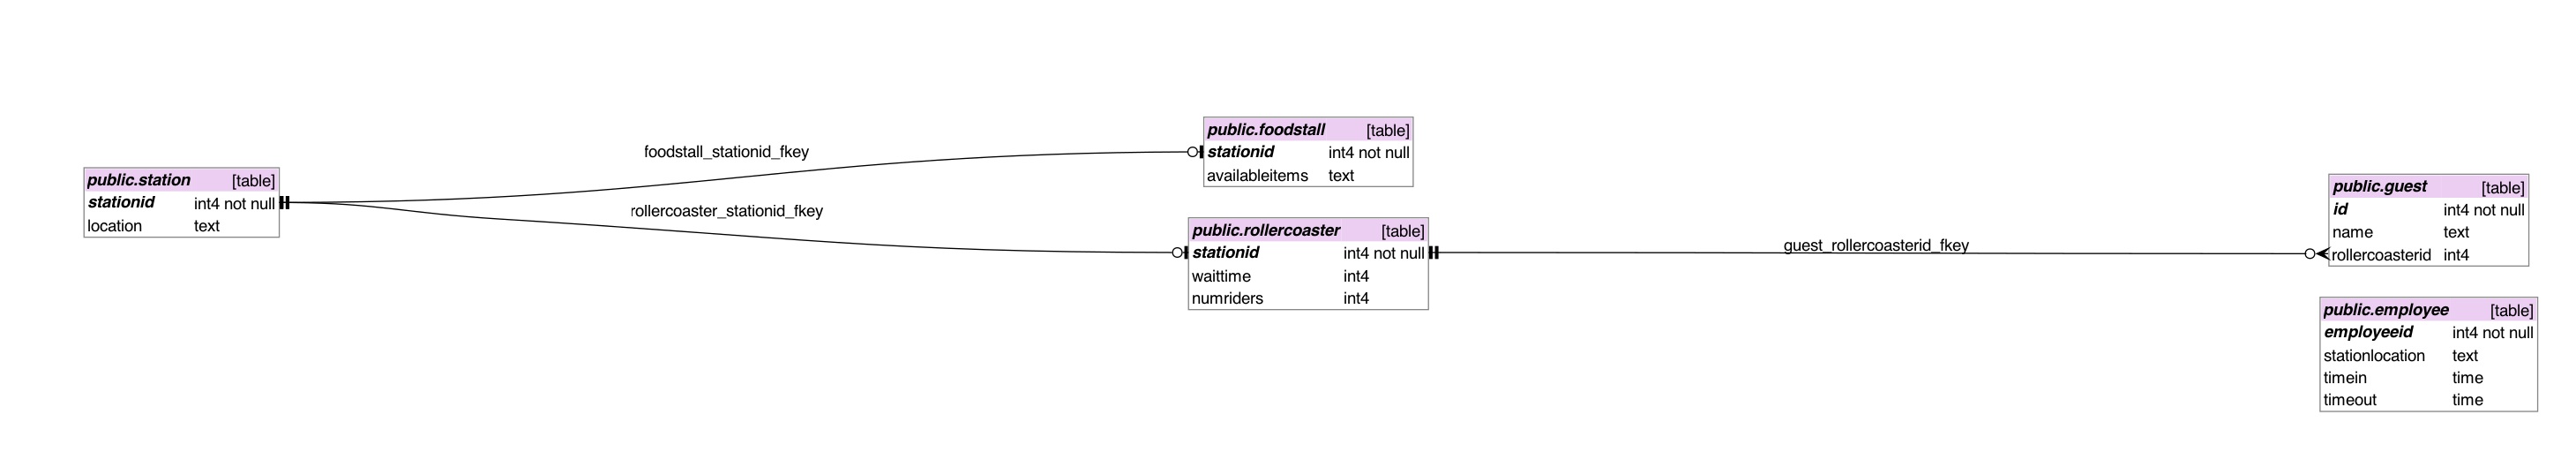 public.station [table]
stationid int4 not null
location text
foodstall_stationid_fkey
rollercoaster_stationid_fkey
public.foodstall [table]
stationid int4 not null
availableitems text
public.rollercoaster [table]
stationid int4 not null
waittime int4
numriders int4
guest_rollercoasterid_fkey
public.guest [table]
id int4 not null
name text
rollercoasterid int4
public.employee [table]
employeeid int4 not null
stationlocation text
timein time
timeout time